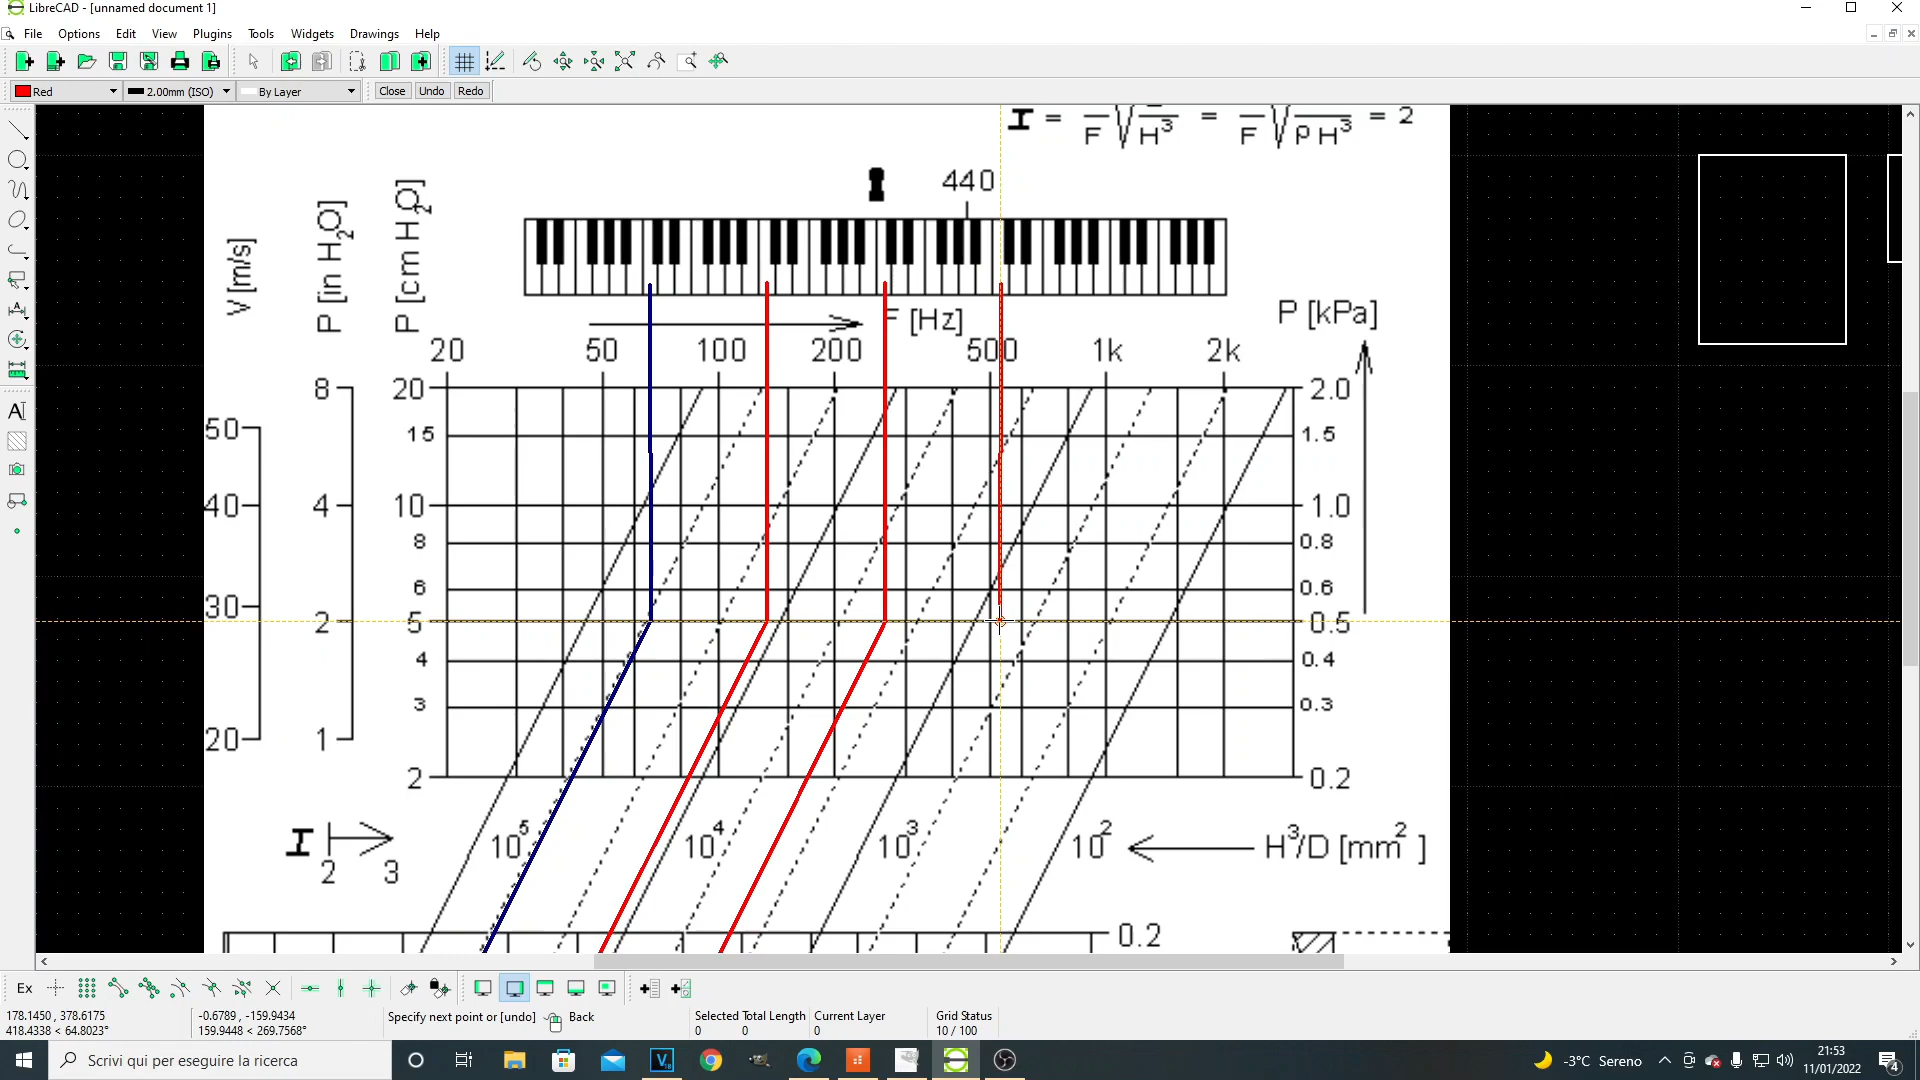 LibreCAD - [unnamed document 1]
File Options Edit View Plugins Tools Widgets Drawings Help
Red 2.00mm (ISO) By Layer Close Undo Redo
I = F √ H³ = F √ ρ H³ = 2
440
V [m/s] P [in H₂O] P [cm H₂O]
F [Hz] P [kPa]
20 50 100 200 500 1k 2k
8 20 2.0
50 15 1.5
40 4 10 1.0
8 0.8
6 0.6
30 2 5 0.5
4 0.4
3 0.3
20 1
2 0.2
I 10⁵ 10⁴ 10³ 10² H³/D [mm²]
2 3
0.2
Ex
178.1450 , 378.6175 -0.6789 , -159.9434 Specify next point or [undo] Back Selected Total Length Current Layer Grid Status
418.4338 < 64.8023° 159.9448 < 269.7568° 0 0 0 10 / 100
Scrivi qui per eseguire la ricerca -3°C Sereno 21:53
11/01/2022 4